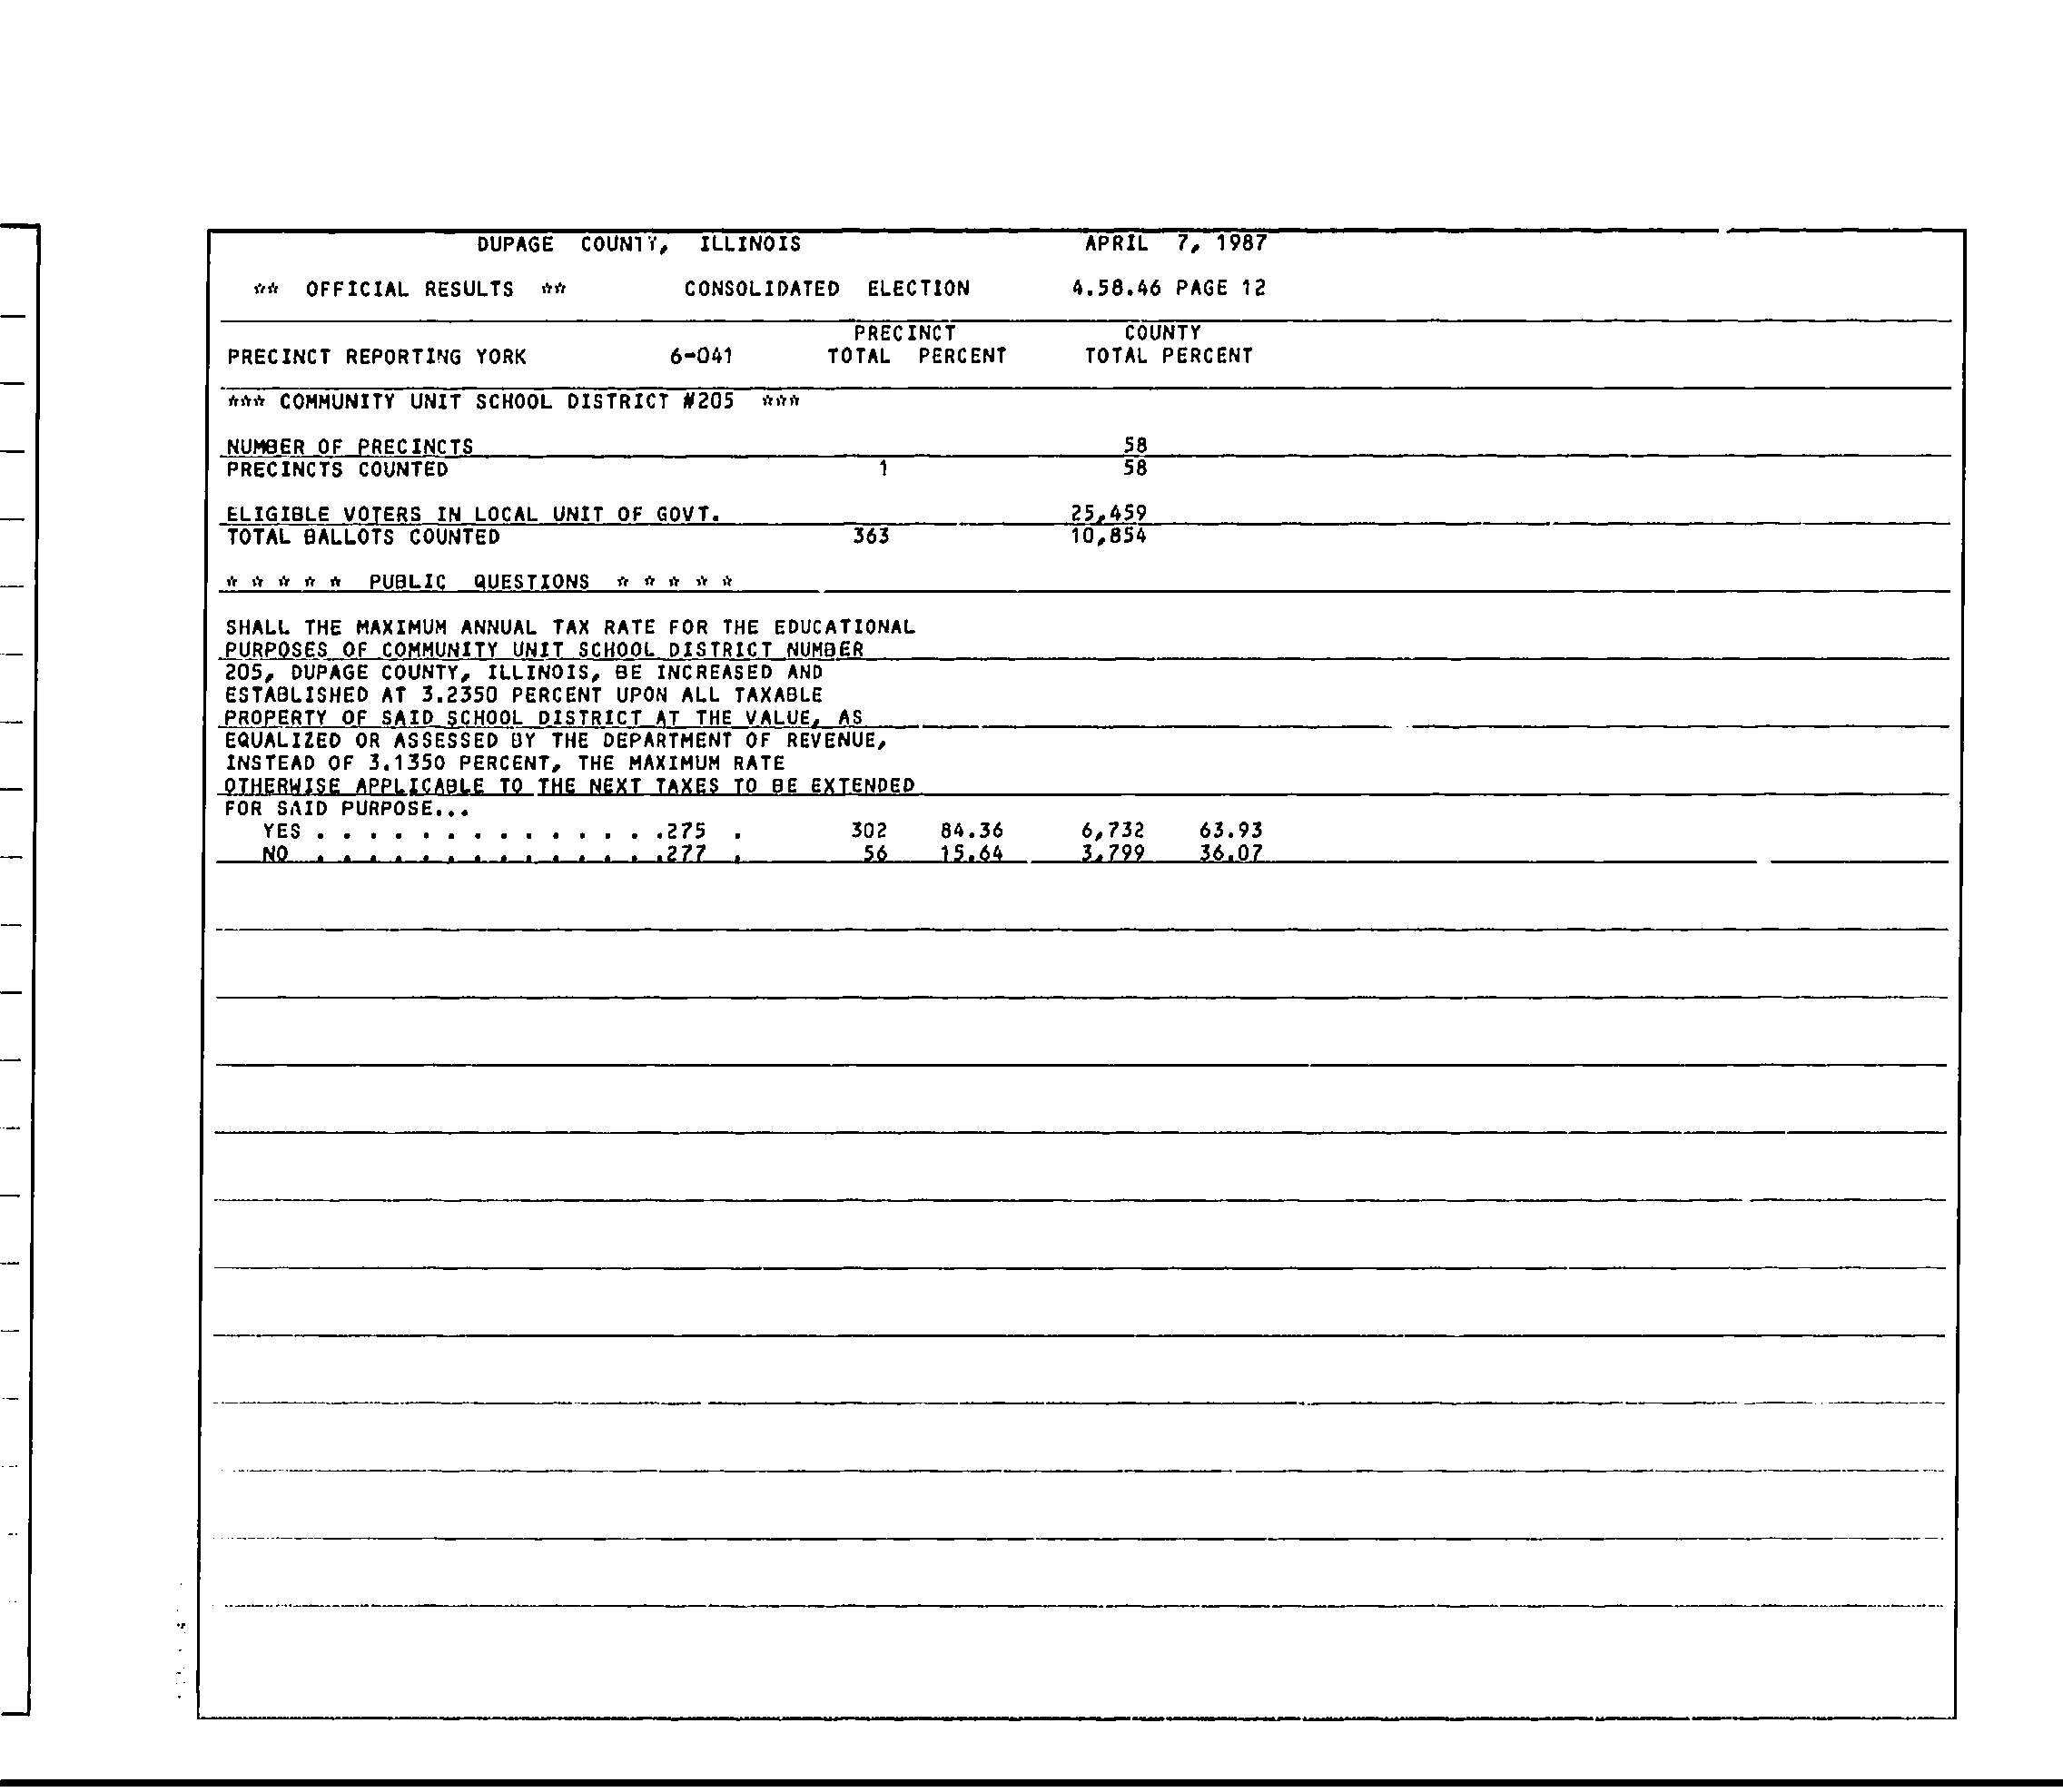 DUPAGE COUNTY, ILLINOIS APRIL 7, 1987
** OFFICIAL RESULTS ** CONSOLIDATED ELECTION 4.58.46 PAGE 12
PRECINCT COUNTY
PRECINCT REPORTING YORK 6-041 TOTAL PERCENT TOTAL PERCENT
*** COMMUNITY UNIT SCHOOL DISTRICT #205 ***
NUMBER OF PRECINCTS 58
PRECINCTS COUNTED 1 58
ELIGIBLE VOTERS IN LOCAL UNIT OF GOVT. 25,459
TOTAL BALLOTS COUNTED 363 10,854
* * * * * PUBLIC QUESTIONS * * * * *
SHALL THE MAXIMUM ANNUAL TAX RATE FOR THE EDUCATIONAL
PURPOSES OF COMMUNITY UNIT SCHOOL DISTRICT NUMBER
205, DUPAGE COUNTY, ILLINOIS, BE INCREASED AND
ESTABLISHED AT 3.2350 PERCENT UPON ALL TAXABLE
PROPERTY OF SAID SCHOOL DISTRICT AT THE VALUE, AS
EQUALIZED OR ASSESSED BY THE DEPARTMENT OF REVENUE,
INSTEAD OF 3.1350 PERCENT, THE MAXIMUM RATE
OTHERWISE APPLICABLE TO THE NEXT TAXES TO BE EXTENDED
FOR SAID PURPOSE...
YES . . . . . . . . . . . . . .275 . 302 84.36 6,732 63.93
NO . . . . . . . . . . . . . .277 . 56 15.64 3,799 36.07